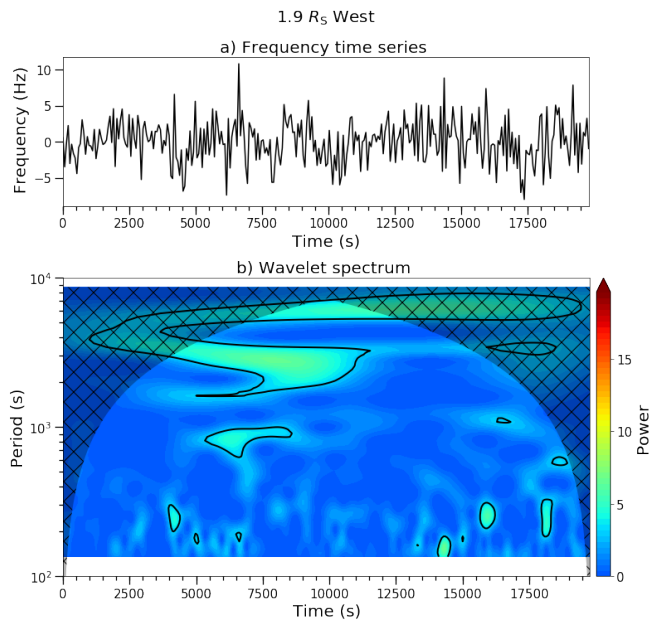 1.9 R_S West
a) Frequency time series
Frequency (Hz)
10
5
0
−5
0 2500 5000 7500 10000 12500 15000 17500
Time (s)
b) Wavelet spectrum
Period (s)
10^4
10^3
10^2
0 2500 5000 7500 10000 12500 15000 17500
Time (s)
15
10
5
0
Power